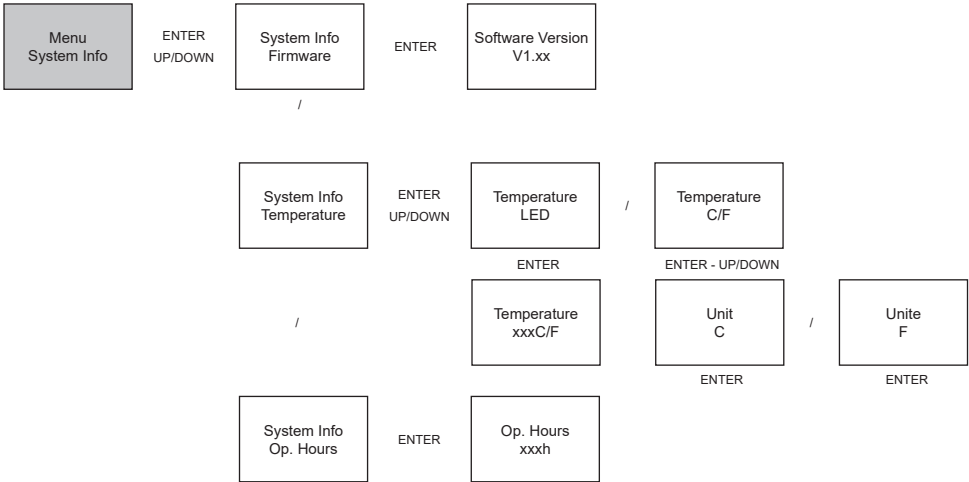 Menu
System Info
ENTER
UP/DOWN
System Info
Firmware
ENTER
Software Version
V1.xx
/
System Info
Temperature
ENTER
UP/DOWN
Temperature
LED
/
Temperature
C/F
ENTER
ENTER - UP/DOWN
/
Temperature
xxxC/F
Unit
C
/
Unite
F
ENTER
ENTER
System Info
Op. Hours
ENTER
Op. Hours
xxxh